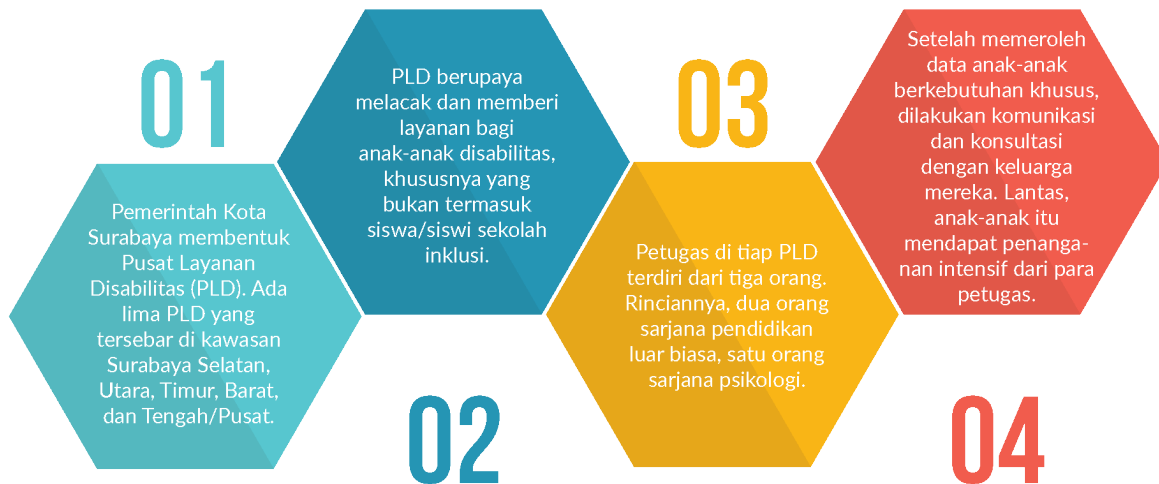 01
Pemerintah Kota
Surabaya membentuk
Pusat Layanan
Disabilitas (PLD). Ada
lima PLD yang
tersebar di kawasan
Surabaya Selatan,
Utara, Timur, Barat,
dan Tengah/Pusat.
02
PLD berupaya
melacak dan memberi
layanan bagi
anak-anak disabilitas,
khususnya yang
bukan termasuk
siswa/siswi sekolah
inklusi.
03
Petugas di tiap PLD
terdiri dari tiga orang.
Rinciannya, dua orang
sarjana pendidikan
luar biasa, satu orang
sarjana psikologi.
04
Setelah memeroleh
data anak-anak
berkebutuhan khusus,
dilakukan komunikasi
dan konsultasi
dengan keluarga
mereka. Lantas,
anak-anak itu
mendapat penanga-
nan intensif dari para
petugas.